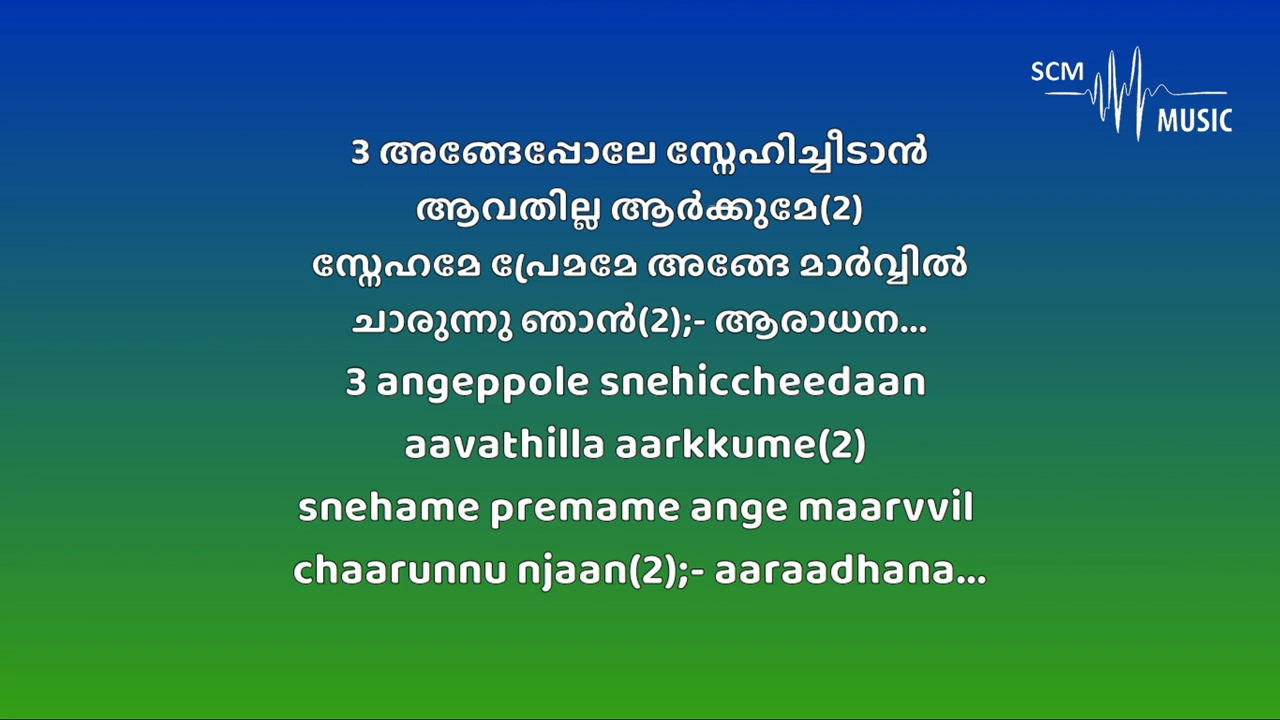 SCM
MUSIC
3 അങ്ങേപ്പോലേ സ്നേഹിച്ചീടാൻ
ആവതില്ല ആർക്കുമേ(2)
സ്നേഹമേ പ്രേമമേ അങ്ങേ മാർവ്വിൽ
ചാരുന്നു ഞാൻ(2);- ആരാധന...
3 angeppole snehiccheedaan
aavathilla aarkkume(2)
snehame premame ange maarvvil
chaarunnu njaan(2);- aaraadhana...